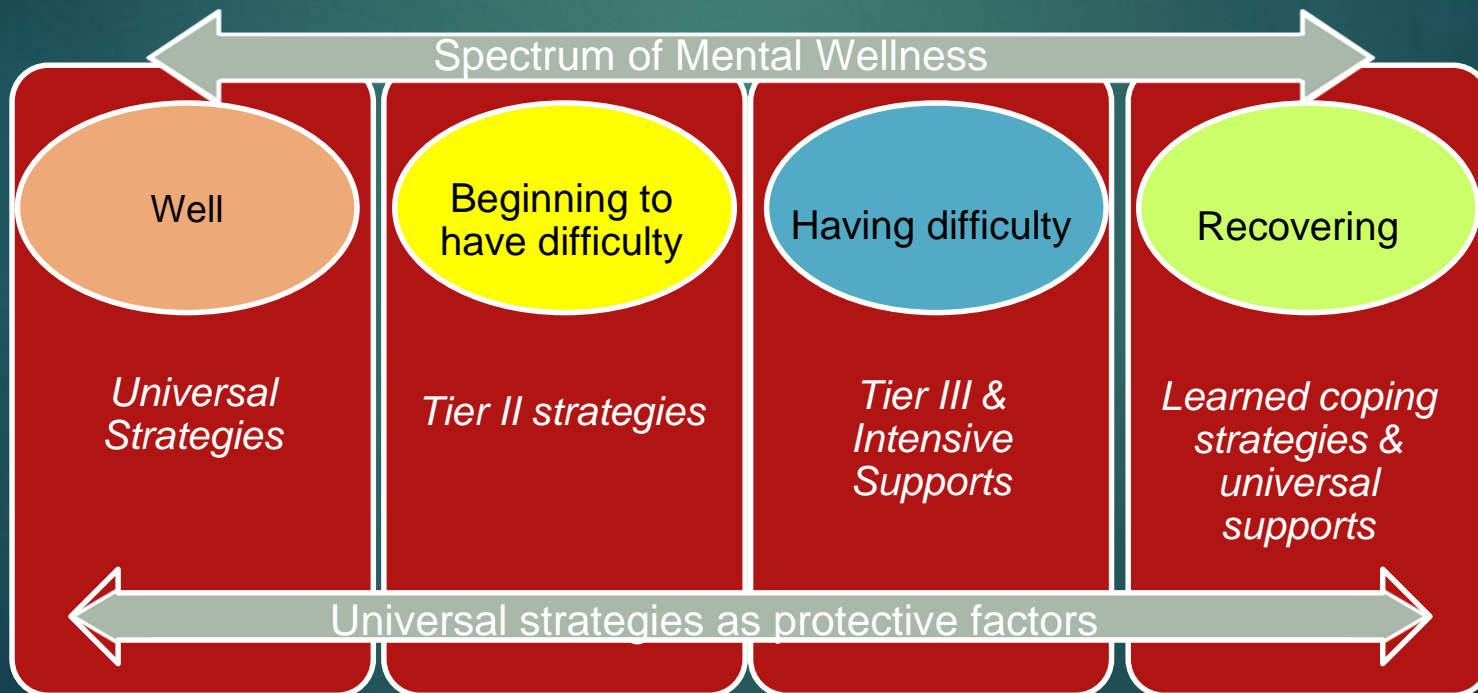 Spectrum of Mental Wellness
Well
Beginning to
have difficulty
Having difficulty
Recovering
Universal
Strategies
Tier II strategies
Tier III &
Intensive
Supports
Learned coping
strategies &
universal
supports
Universal strategies as protective factors